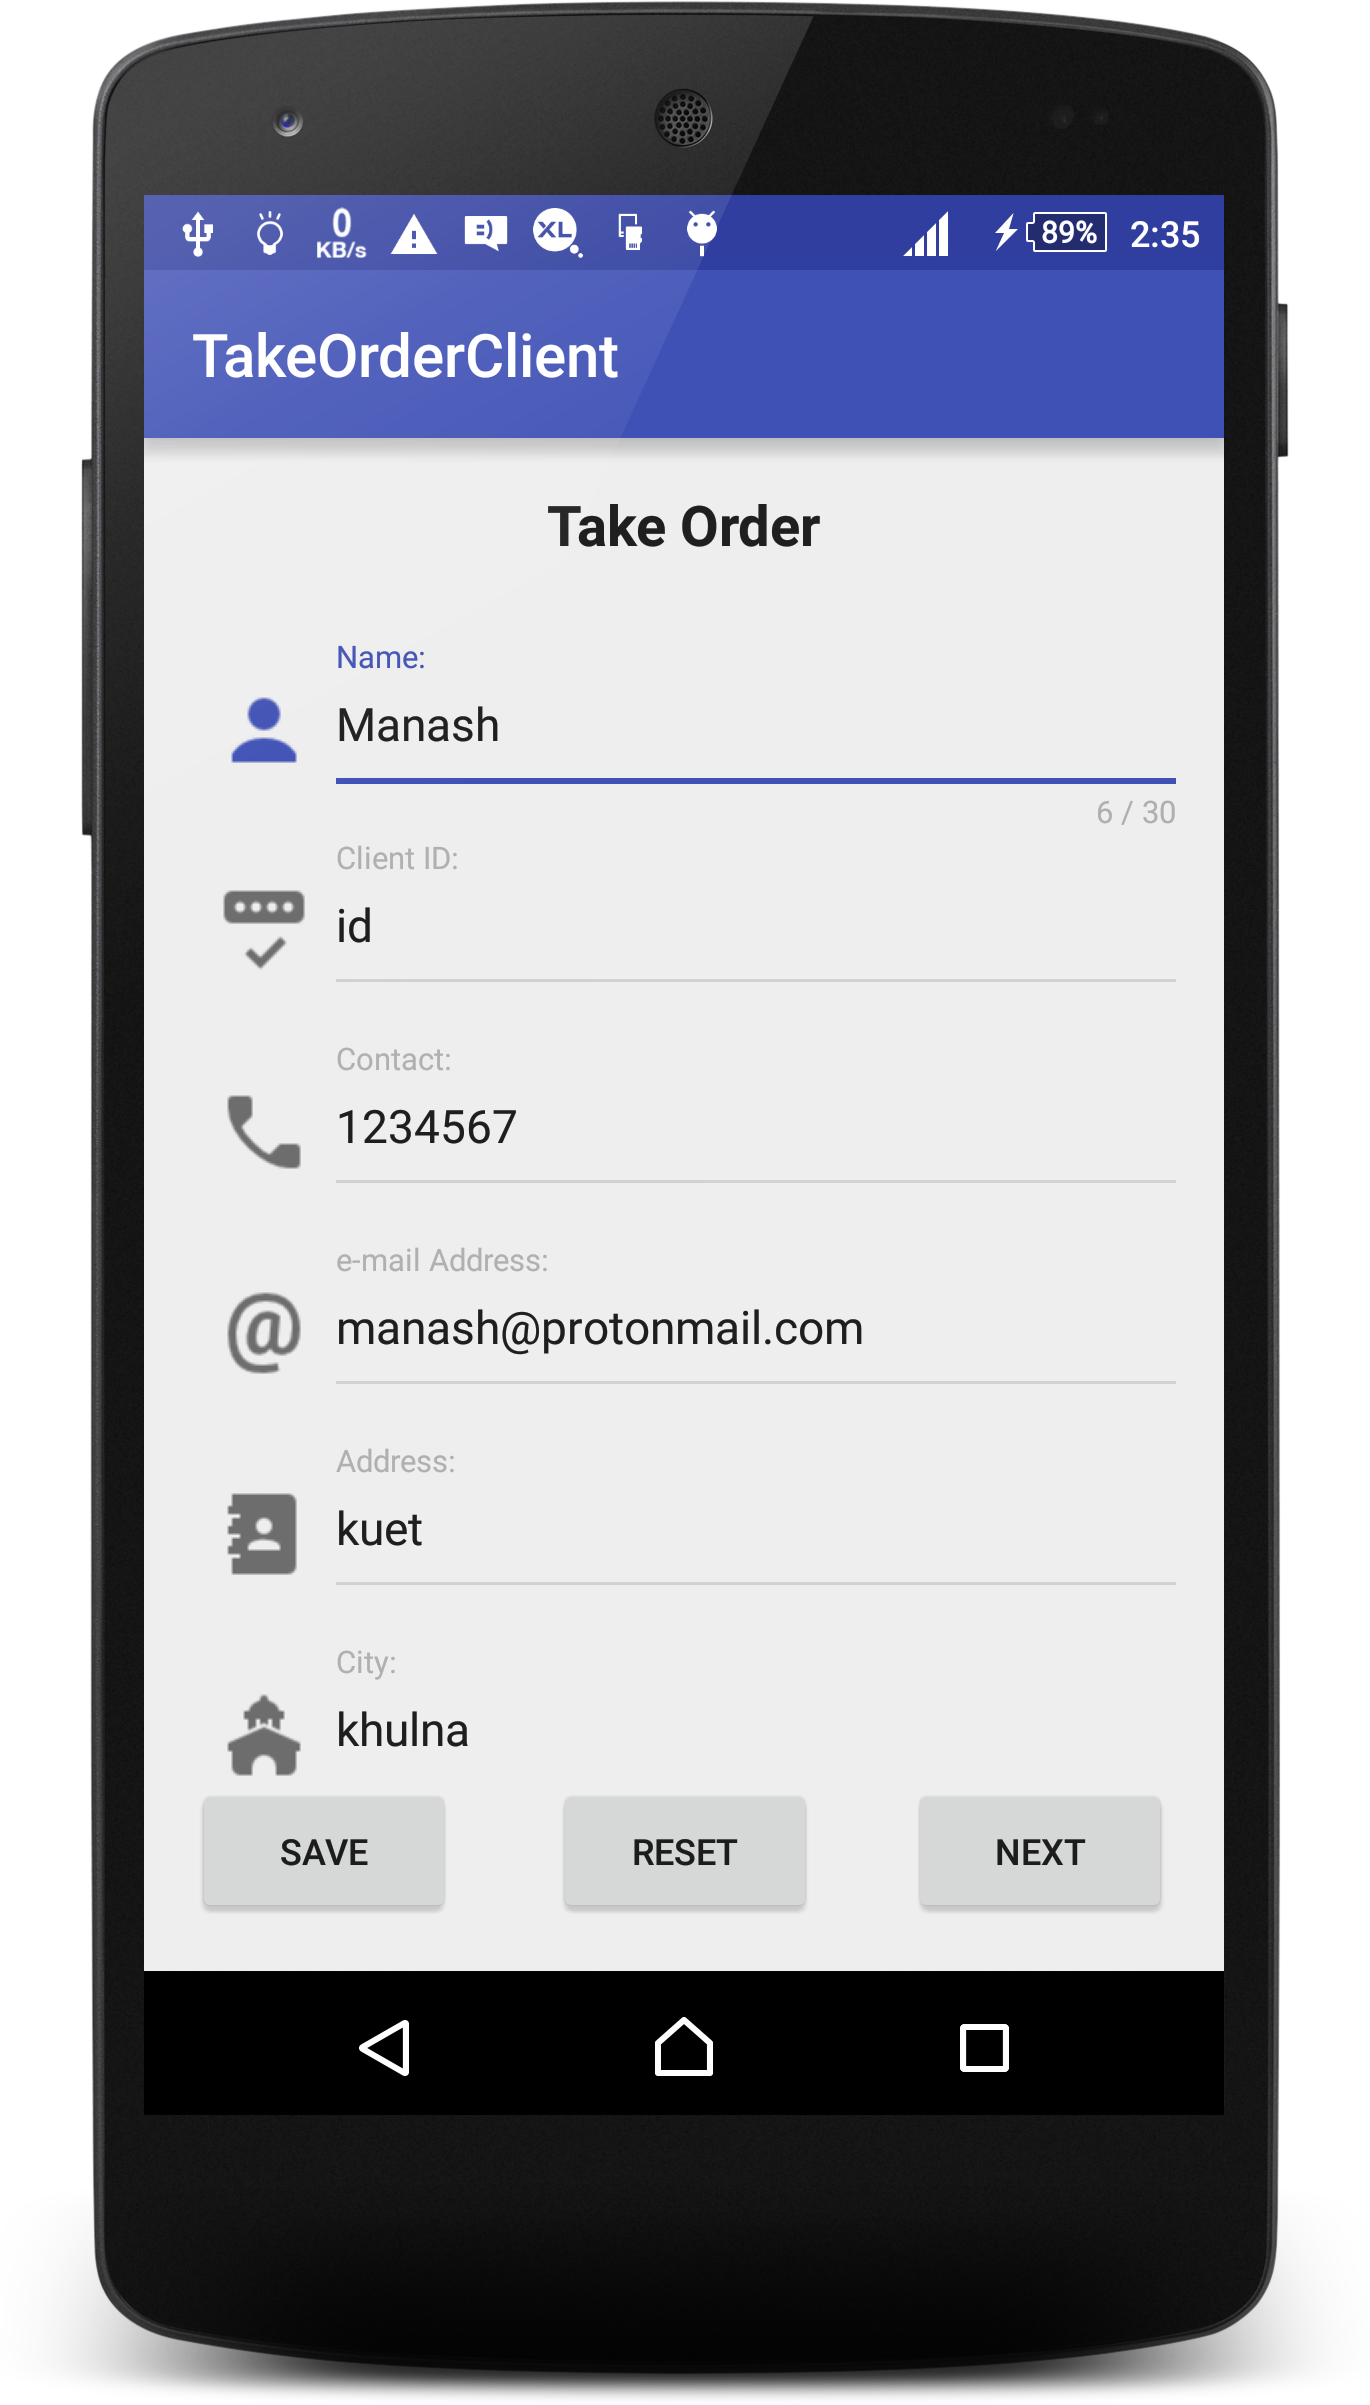 0
KB/s
XL
89% 2:35
TakeOrderClient
Take Order
Name:
Manash
6 / 30
Client ID:
id
Contact:
1234567
e-mail Address:
@ manash@protonmail.com
Address:
kuet
City:
khulna
SAVE RESET NEXT